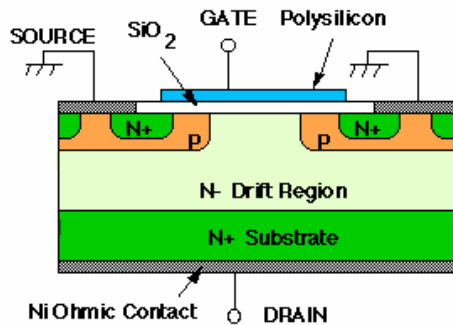 GATE
Polysilicon
SOURCE
SiO2
N+
P
P
N+
N- Drift Region
N+ Substrate
Ni Ohmic Contact
DRAIN